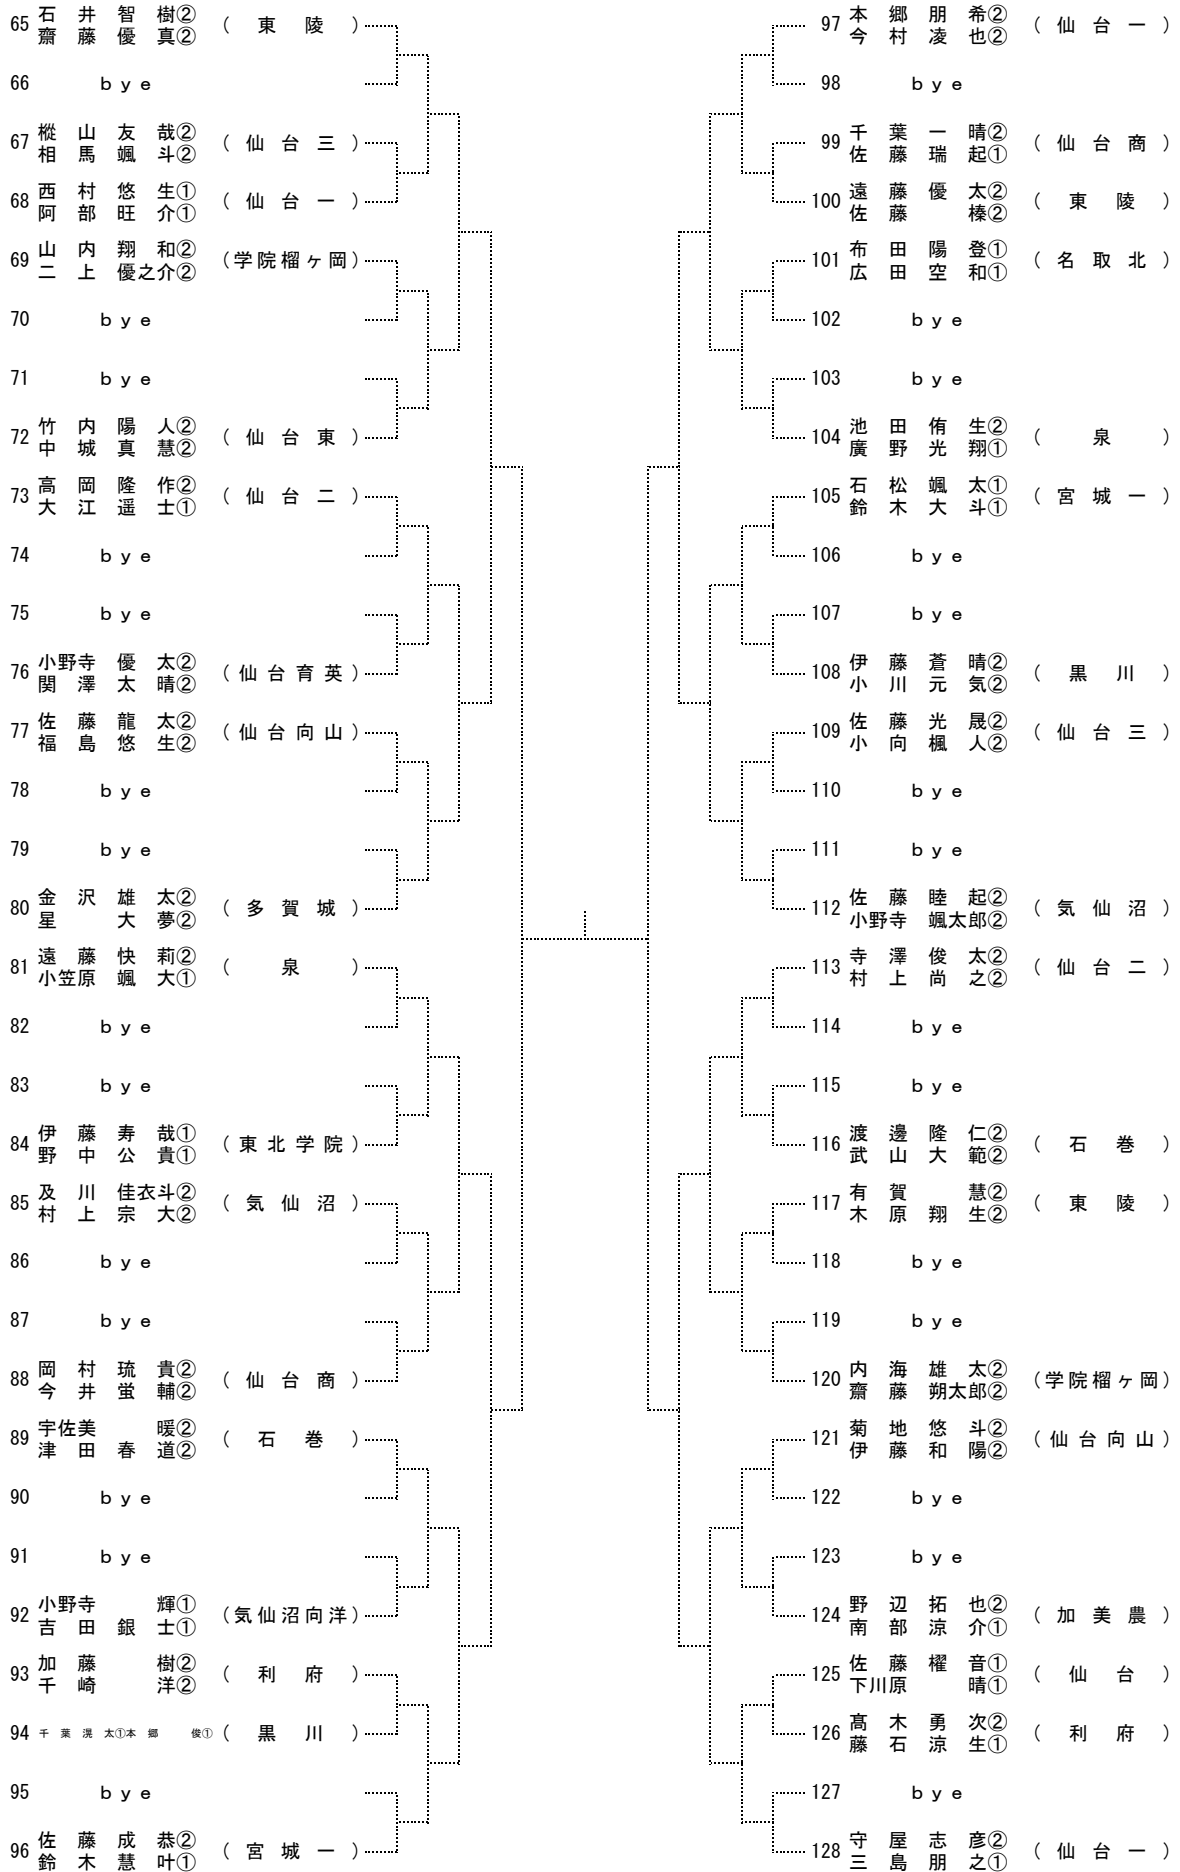 65 石井智樹② (東陵)
齋藤優真②
66 bye
67 樅山友哉② (仙台三)
相馬颯斗②
68 西村悠生① (仙台一)
阿部旺介①
69 山内翔和② (学院榴ヶ岡)
二上優之介②
70 bye
71 bye
72 竹内陽人② (仙台東)
中城真慧②
73 高岡隆作② (仙台二)
大江遥士①
74 bye
75 bye
76 小野寺優太② (仙台育英)
関澤太晴②
77 佐藤龍太② (仙台向山)
福島悠生②
78 bye
79 bye
80 金沢雄太② (多賀城)
星大夢②
81 遠藤快莉② (泉)
小笠原颯大①
82 bye
83 bye
84 伊藤寿哉① (東北学院)
野中公貴①
85 及川佳衣斗② (気仙沼)
村上宗大②
86 bye
87 bye
88 岡村琉貴② (仙台商)
今井蛍輔②
89 宇佐美暖② (石巻)
津田春道②
90 bye
91 bye
92 小野寺輝① (気仙沼向洋)
吉田銀士①
93 加藤樹② (利府)
千崎洋②
94 千葉滉太①本郷俊① (黒川)
95 bye
96 佐藤成恭② (宮城一)
鈴木慧叶①
97 本郷朋希② (仙台一)
今村凌也②
98 bye
99 千葉一晴② (仙台商)
佐藤瑞起①
100 遠藤優太② (東陵)
佐藤榛②
101 布田陽登① (名取北)
広田空和①
102 bye
103 bye
104 池田侑生② (泉)
廣野光翔①
105 石松颯太① (宮城一)
鈴木大斗①
106 bye
107 bye
108 伊藤蒼晴② (黒川)
小川元気②
109 佐藤光晟② (仙台三)
小向楓人②
110 bye
111 bye
112 佐藤睦起② (気仙沼)
小野寺颯太郎②
113 寺澤俊太② (仙台二)
村上尚之②
114 bye
115 bye
116 渡邊隆仁② (石巻)
武山大範②
117 有賀慧② (東陵)
木原翔生②
118 bye
119 bye
120 内海雄太② (学院榴ヶ岡)
齋藤朔太郎②
121 菊地悠斗② (仙台向山)
伊藤和陽②
122 bye
123 bye
124 野辺拓也② (加美農)
南部涼介①
125 佐藤櫂音① (仙台)
下川原晴①
126 髙木勇次② (利府)
藤石涼生①
127 bye
128 守屋志彦② (仙台一)
三島朋之①